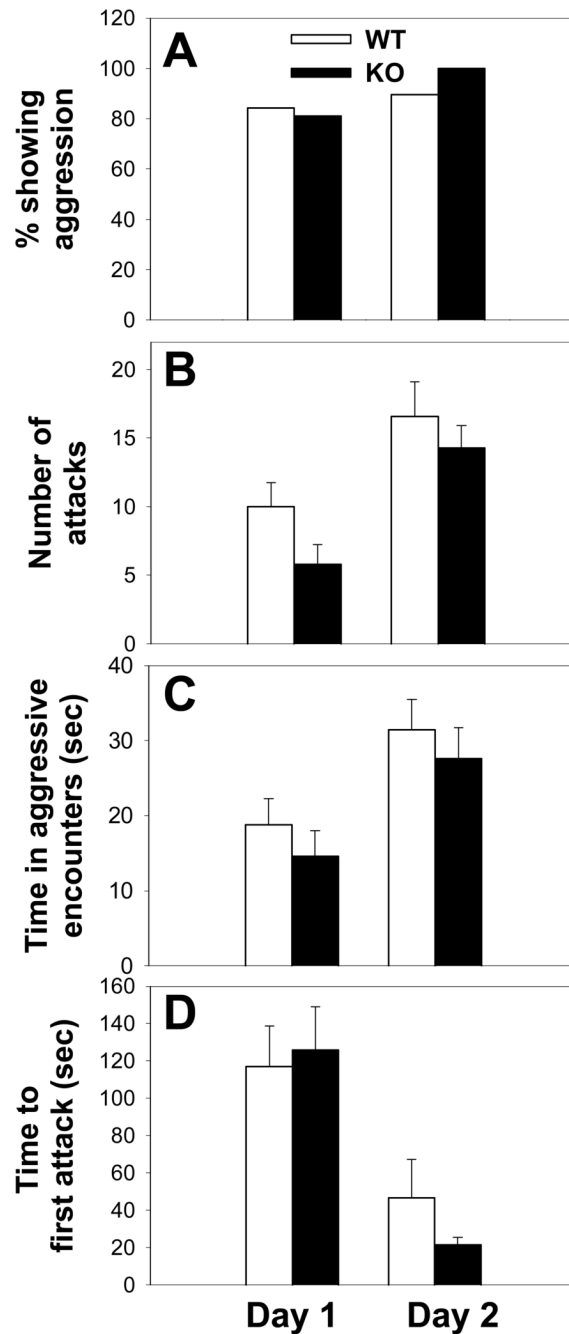 A
WT
KO
% showing
aggression
120
100
80
60
40
20
0
B
Number of
attacks
20
15
10
5
0
C
Time in aggressive
encounters (sec)
40
30
20
10
0
D
Time to
first attack (sec)
160
140
120
100
80
60
40
20
0
Day 1 Day 2